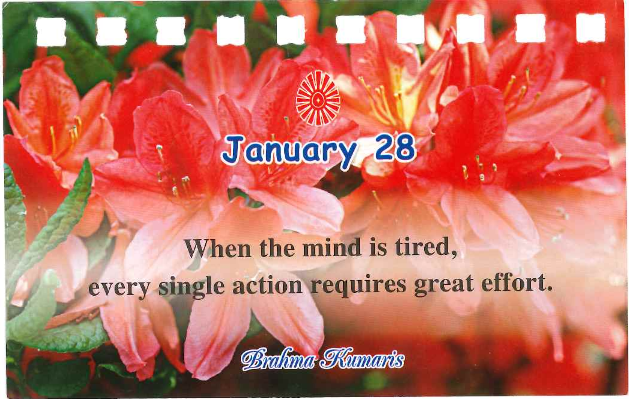 January 28
When the mind is tired,
every single action requires great effort.
Brahma Kumaris